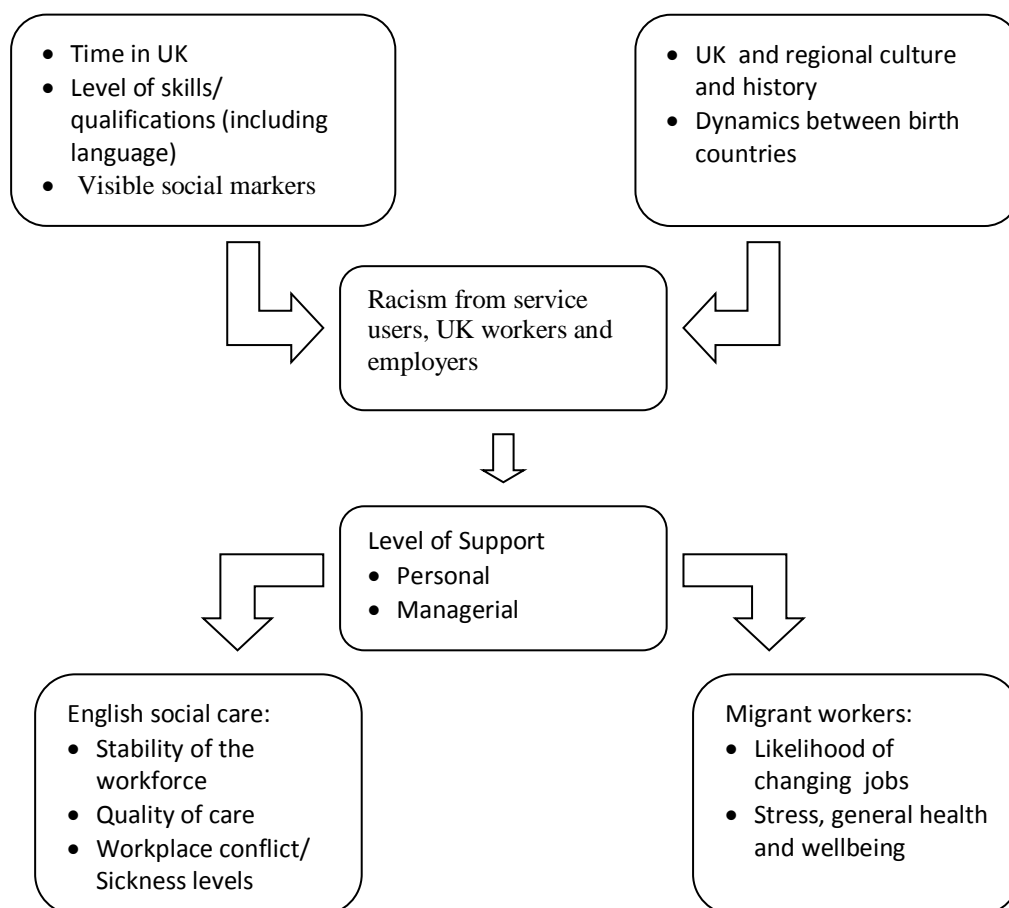 • Time in UK
• Level of skills/
qualifications (including
language)
• Visible social markers
• UK and regional culture
and history
• Dynamics between birth
countries
Racism from service
users, UK workers and
employers
Level of Support
• Personal
• Managerial
English social care:
• Stability of the
workforce
• Quality of care
• Workplace conflict/
Sickness levels
Migrant workers:
• Likelihood of
changing jobs
• Stress, general health
and wellbeing